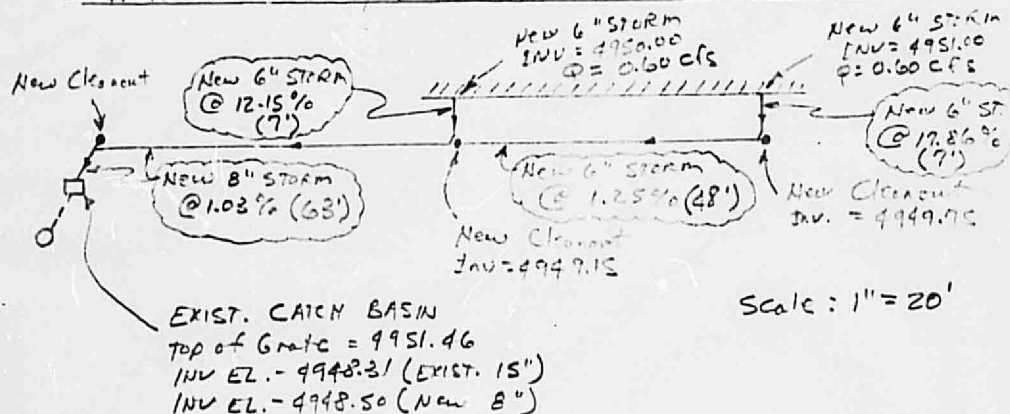 New Cleanout
New 6" STORM
@ 12.15%
(7')
New 6" STORM
INV = 4950.00
Q = 0.60 cfs
New 6" STORM
INV = 4951.00
Q = 0.60 cfs
New 6" ST.
@ 17.86%
(7')
New 8" STORM
@ 1.03% (63')
New 6" STORM
@ 1.25% (48')
New Cleanout
Inv = 4949.15
New Cleanout
Inv. = 4949.75
EXIST. CATCH BASIN
TOP of Grate = 4951.46
INV EL. - 4948.31 (EXIST. 15")
INV EL. - 4948.50 (New 8")
Scale : 1" = 20'